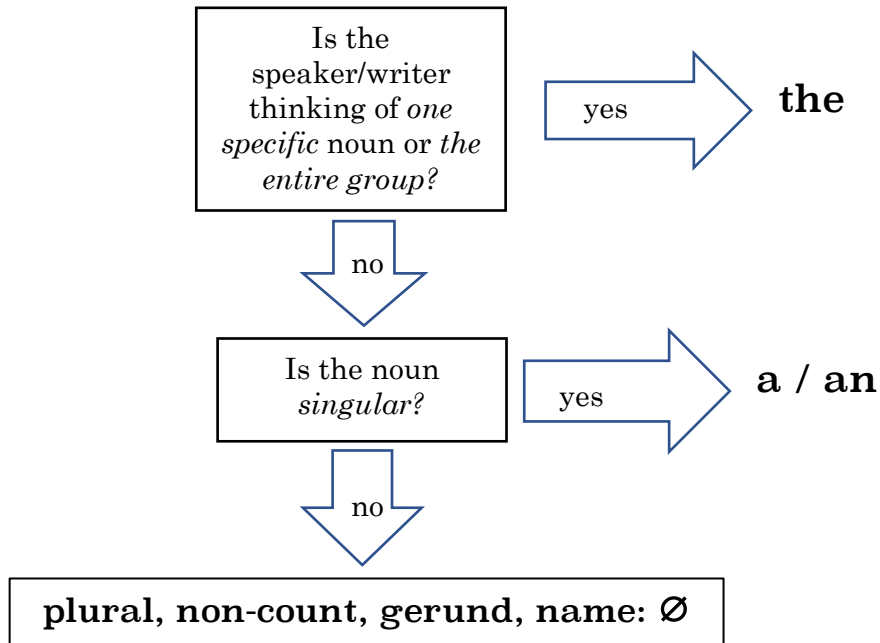 Is the
speaker/writer
thinking of one
specific noun or the
entire group?
yes
the
no
Is the noun
singular?
yes
a / an
no
plural, non-count, gerund, name: ∅